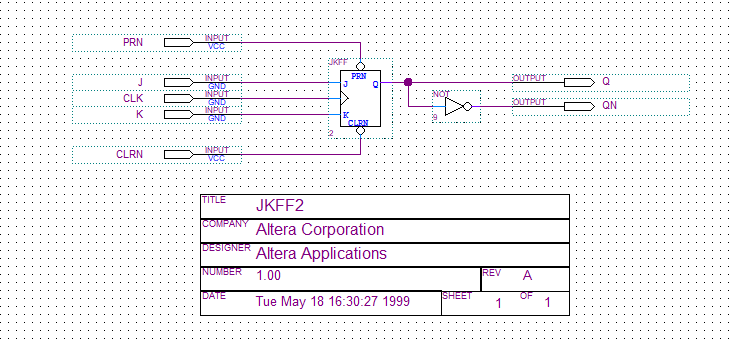 PRN INPUT VCC
JKFF
PRN
J INPUT GND J Q OUTPUT Q
CLK INPUT GND NOT OUTPUT QN
K INPUT GND K 9
CLRN
2
CLRN INPUT VCC
TITLE JKFF2
COMPANY Altera Corporation
DESIGNER Altera Applications
NUMBER 1.00 REV A
DATE Tue May 18 16:30:27 1999 SHEET 1 OF 1